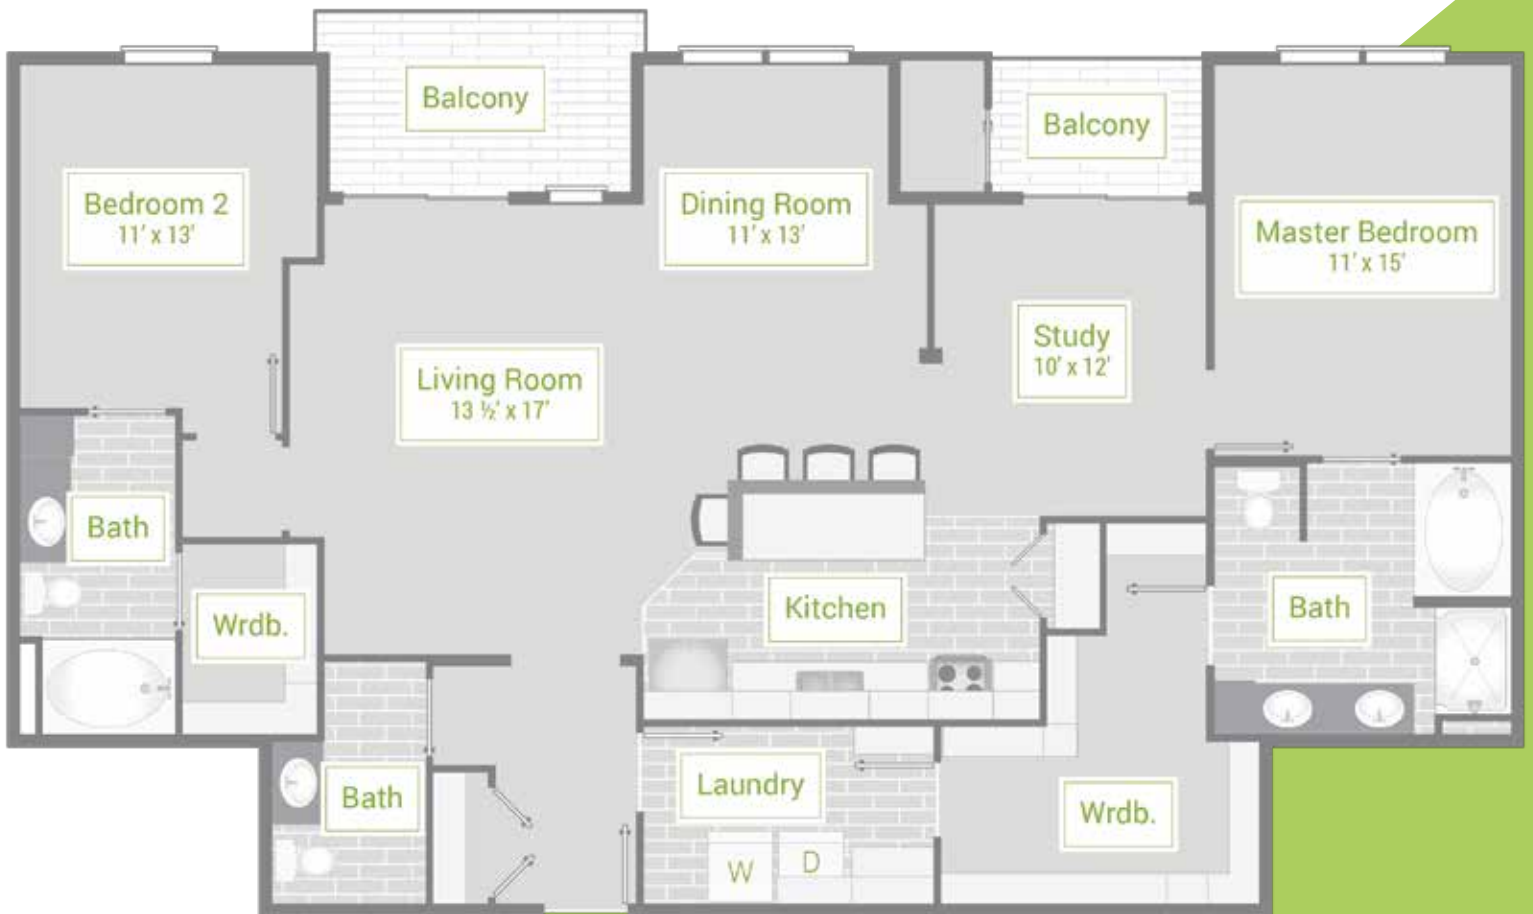 Balcony
Balcony
Bedroom 2
11' x 13'
Dining Room
11' x 13'
Master Bedroom
11' x 15'
Study
10' x 12'
Living Room
13 ½' x 17'
Bath
Wrdb.
Kitchen
Bath
Bath
Laundry
Wrdb.
W
D